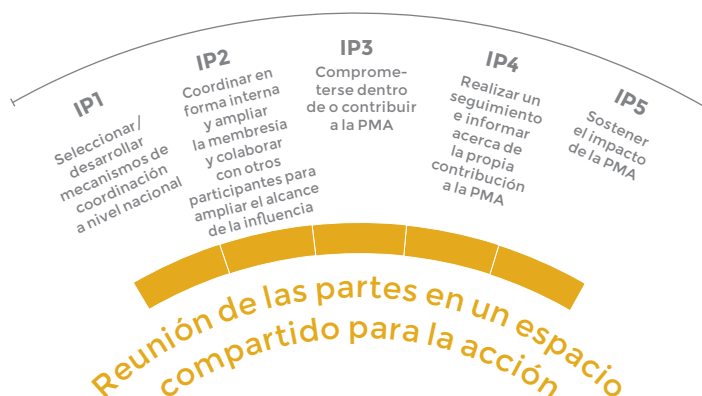 IP1
Seleccionar/
desarrollar
mecanismos de
coordinación
a nivel nacional
IP2
Coordinar en
forma interna
y ampliar
la membresía
y colaborar
con otros
participantes para
ampliar el alcance
de la influencia
IP3
Comprome-
terse dentro
de o contribuir
a la PMA
IP4
Realizar un
seguimiento
e informar
acerca de
la propia
contribución
a la PMA
IP5
Sostener
el impacto
de la PMA
Reunión de las partes en un espacio
compartido para la acción